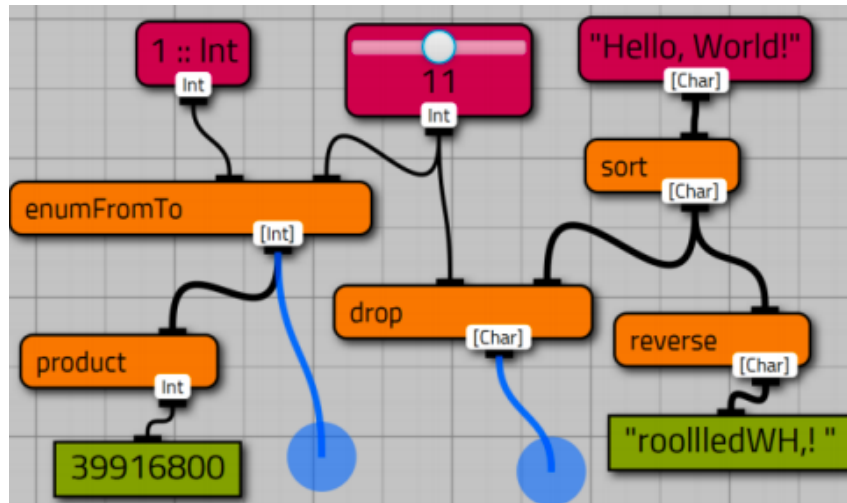 1 :: Int
Int
11
Int
"Hello, World!"
[Char]
sort
[Char]
enumFromTo
[Int]
drop
[Char]
reverse
[Char]
product
Int
39916800
"roollledWH,! "